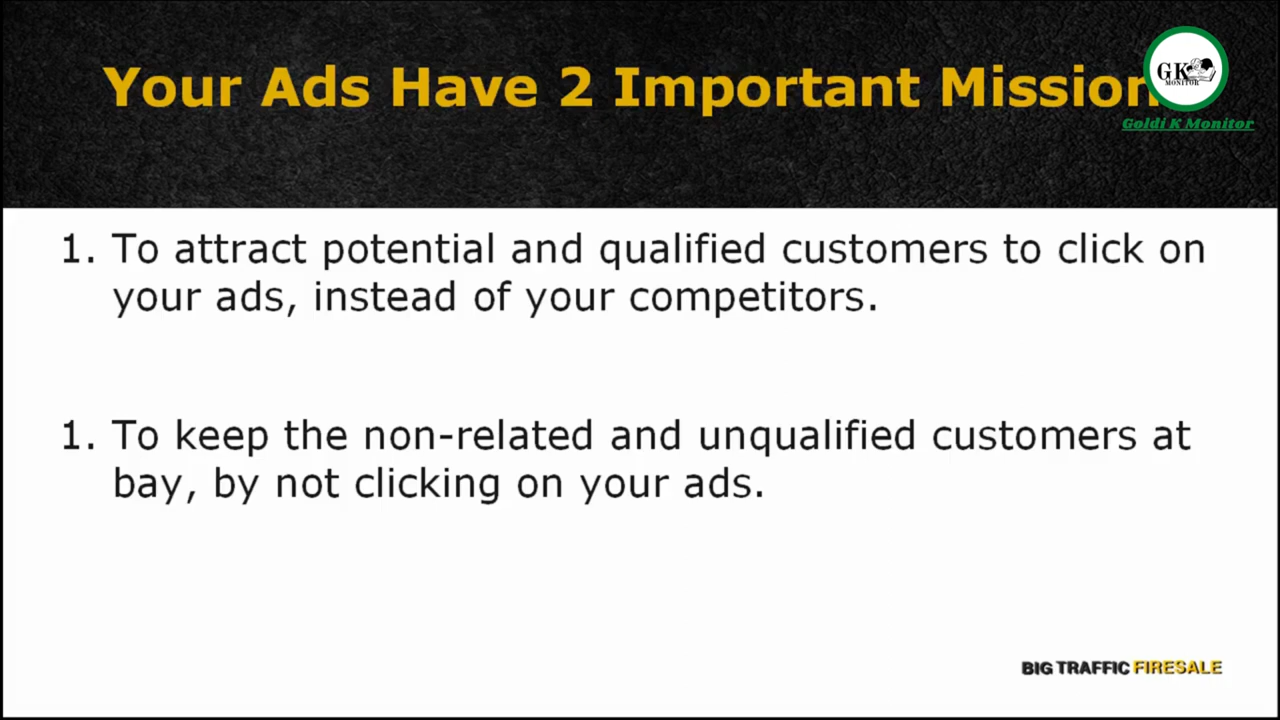 Your Ads Have 2 Important Mission
GK
MONITOR
Goldi K Monitor
1. To attract potential and qualified customers to click on
your ads, instead of your competitors.
1. To keep the non-related and unqualified customers at
bay, by not clicking on your ads.
BIG TRAFFIC FIRESALE